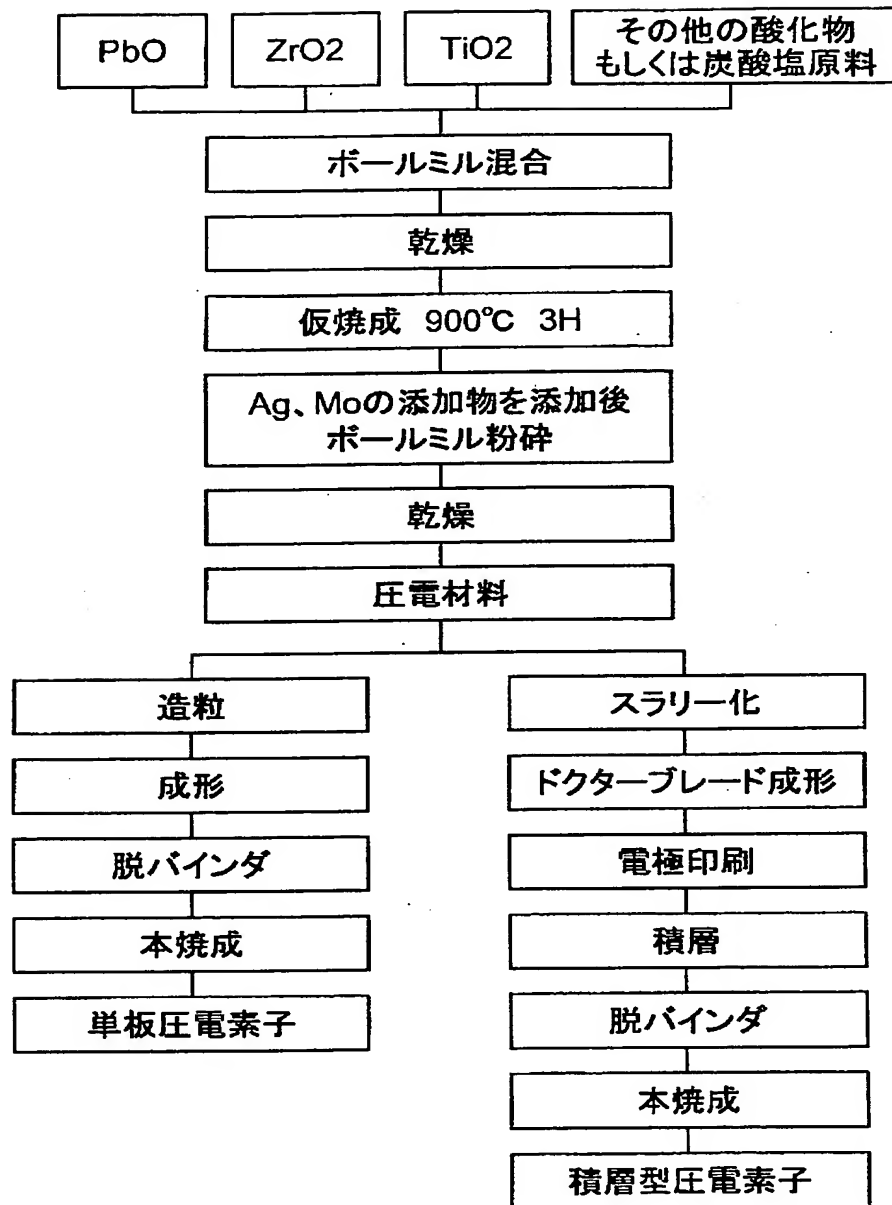 PbO
ZrO2
TiO2
その他の酸化物
もしくは炭酸塩原料
ボールミル混合
乾燥
仮焼成 900℃ 3H
Ag、Moの添加物を添加後
ボールミル粉砕
乾燥
圧電材料
造粒
成形
脱バインダ
本焼成
単板圧電素子
スラリー化
ドクターブレード成形
電極印刷
積層
脱バインダ
本焼成
積層型圧電素子